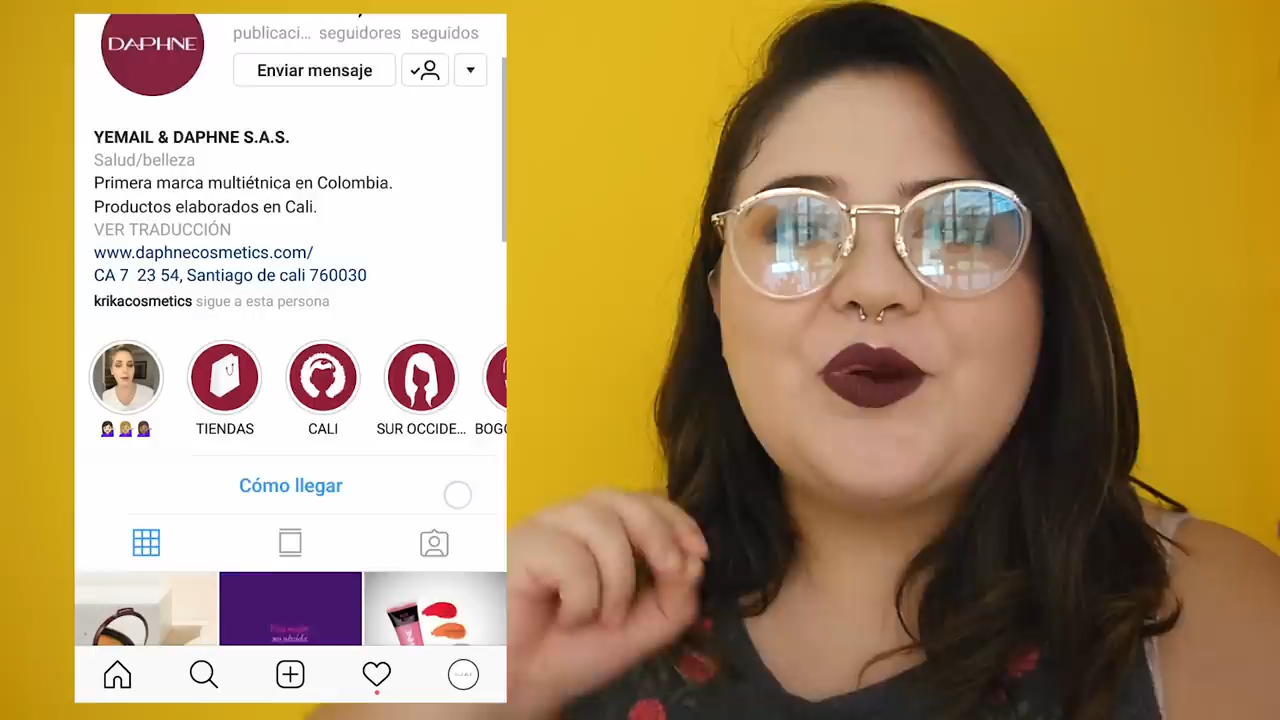 DAPHNE
publicaci... seguidores seguidos
Enviar mensaje
YEMAIL & DAPHNE S.A.S.
Salud/belleza
Primera marca multiétnica en Colombia.
Productos elaborados en Cali.
VER TRADUCCIÓN
www.daphnecosmetics.com/
CA 7 23 54, Santiago de cali 760030
krikacosmetics sigue a esta persona
TIENDAS CALI SUR OCCIDE... BOGO
Cómo llegar